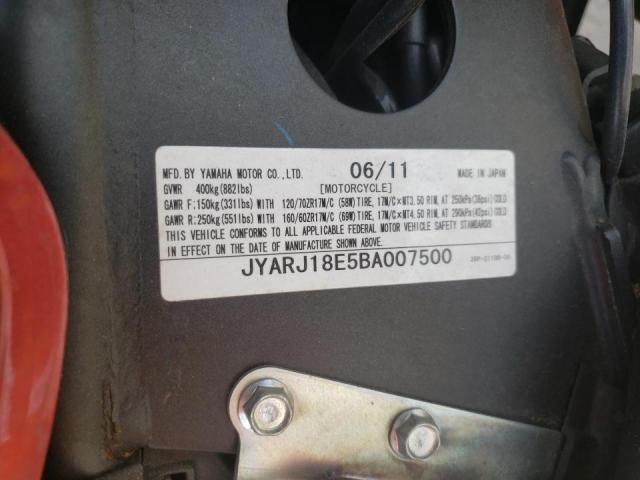 MFD. BY YAMAHA MOTOR CO.,LTD. 06/11 MADE IN JAPAN
GVWR 400kg(882lbs) [MOTORCYCLE]
GAWR F:150kg(331lbs) WITH 120/70ZR17M/C (58W) TIRE, 17M/C×MT3.50 RIM, AT 250kPa(36psi) COLD
GAWR R:250kg(551lbs) WITH 160/60ZR17M/C (69W) TIRE, 17M/C×MT4.50 RIM, AT 290kPa(42psi) COLD
THIS VEHICLE CONFORMS TO ALL APPLICABLE FEDERAL MOTOR VEHICLE SAFETY STANDARDS
IN EFFECT ON THE DATE OF MANUFACTURE SHOWN ABOVE.
JYARJ18E5BA007500